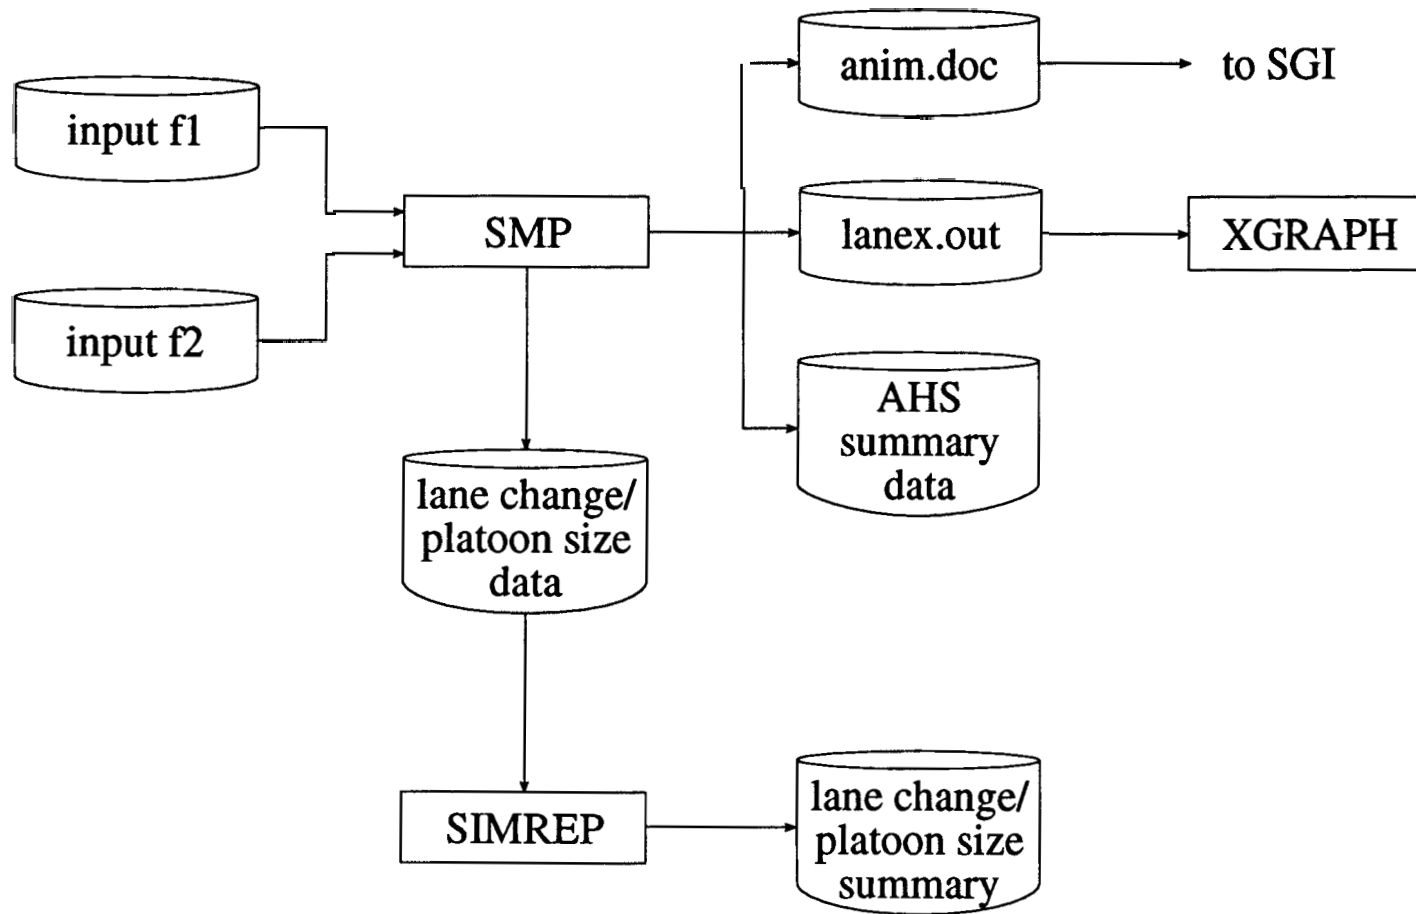 anim.doc
to SGI
input f1
SMP
lanex.out
XGRAPH
input f2
AHS
summary
data
lane change/
platoon size
data
SIMREP
lane change/
platoon size
summary